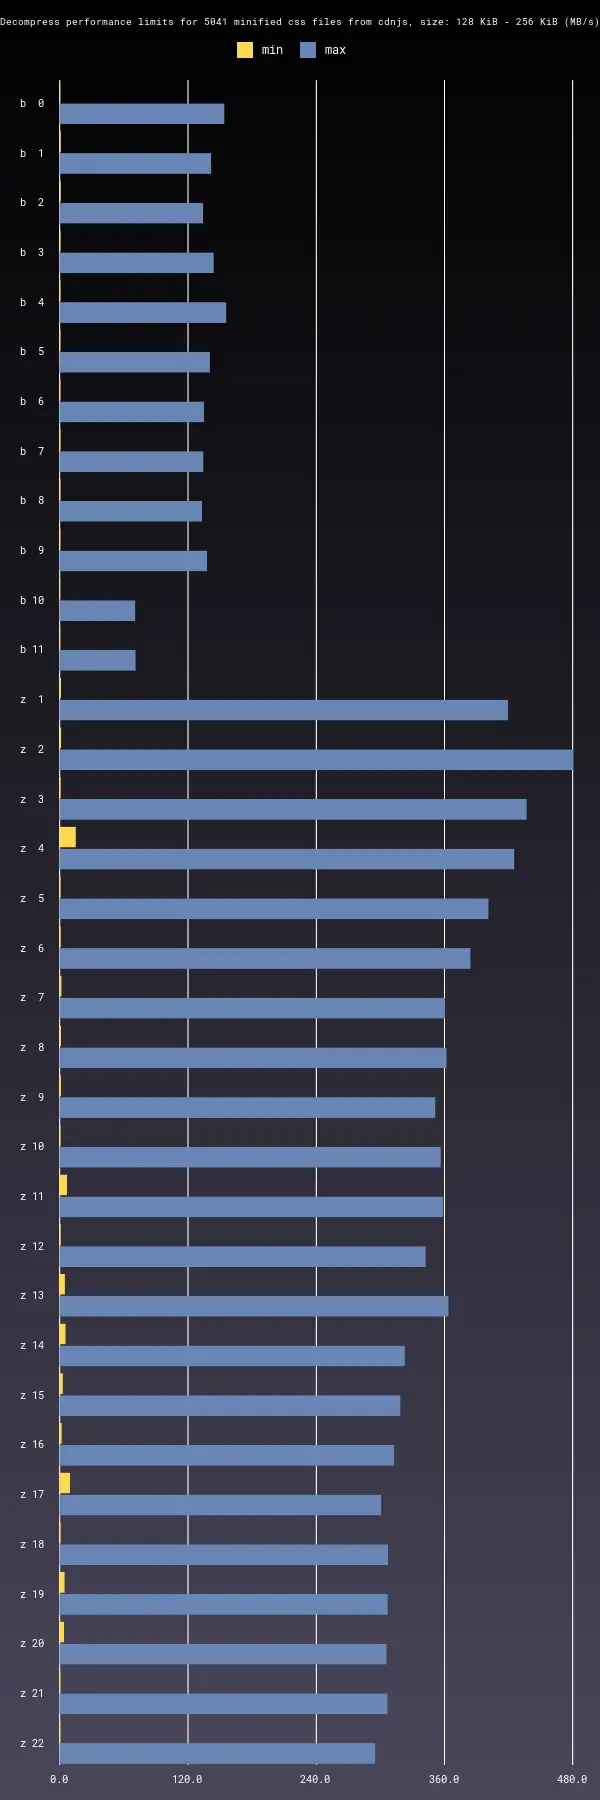 Decompress performance limits for 5041 minified css files from cdnjs, size: 128 KiB - 256 KiB (MB/s)
min max
b 0
b 1
b 2
b 3
b 4
b 5
b 6
b 7
b 8
b 9
b 10
b 11
z 1
z 2
z 3
z 4
z 5
z 6
z 7
z 8
z 9
z 10
z 11
z 12
z 13
z 14
z 15
z 16
z 17
z 18
z 19
z 20
z 21
z 22
0.0 120.0 240.0 360.0 480.0